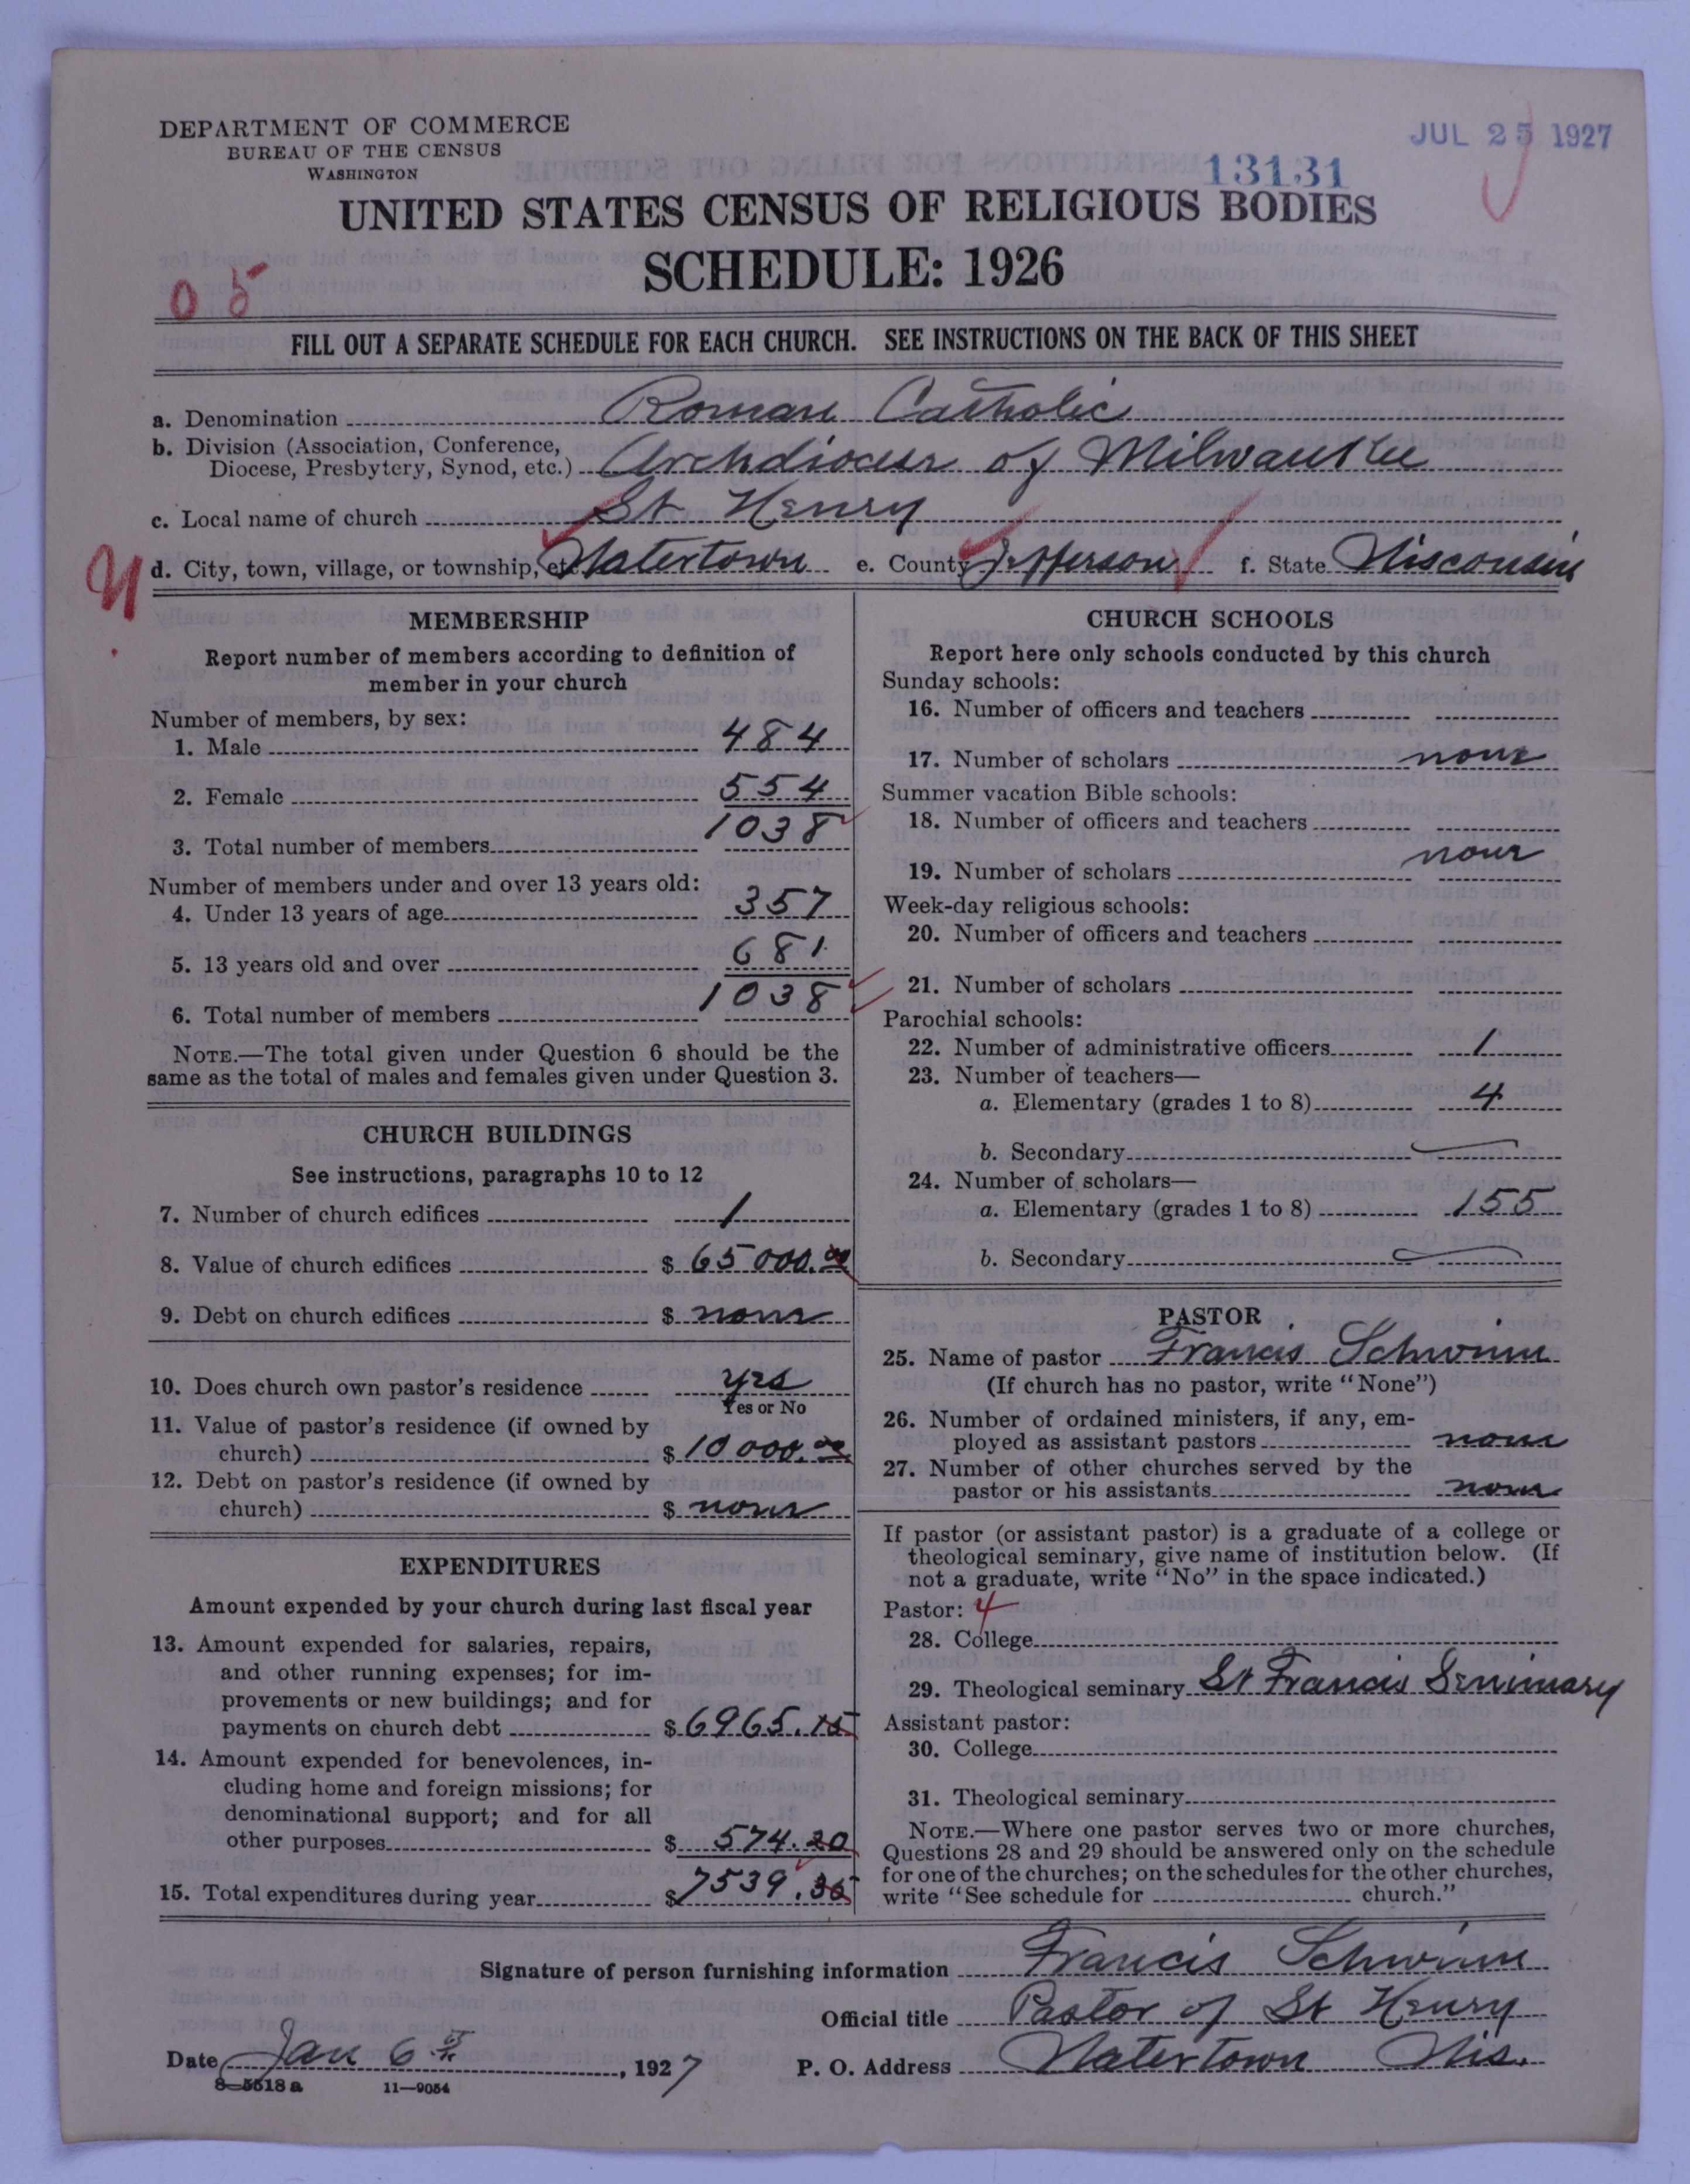 DEPARTMENT OF COMMERCE
BUREAU OF THE CENSUS
WASHINGTON
JUL 25 1927
13131
UNITED STATES CENSUS OF RELIGIOUS BODIES
SCHEDULE: 1926
05
FILL OUT A SEPARATE SCHEDULE FOR EACH CHURCH. SEE INSTRUCTIONS ON THE BACK OF THIS SHEET
a. Denomination Roman Catholic
b. Division (Association, Conference,
Diocese, Presbytery, Synod, etc.) Archdiocese of Milwaukee
c. Local name of church St Henry
d. City, town, village, or township, etc Watertown e. County Jefferson f. State Wisconsin
MEMBERSHIP
Report number of members according to definition of
member in your church
Number of members, by sex:
1. Male 484
2. Female 554
3. Total number of members 1038
Number of members under and over 13 years old:
4. Under 13 years of age 357
5. 13 years old and over 681
6. Total number of members 1038
NOTE.—The total given under Question 6 should be the
same as the total of males and females given under Question 3.
CHURCH BUILDINGS
See instructions, paragraphs 10 to 12
7. Number of church edifices 1
8. Value of church edifices $ 65000.00
9. Debt on church edifices $ none
10. Does church own pastor's residence yes
Yes or No
11. Value of pastor's residence (if owned by
church) $ 10000.00
12. Debt on pastor's residence (if owned by
church) $ none
EXPENDITURES
Amount expended by your church during last fiscal year
13. Amount expended for salaries, repairs,
and other running expenses; for im-
provements or new buildings; and for
payments on church debt $ 6965.15
14. Amount expended for benevolences, in-
cluding home and foreign missions; for
denominational support; and for all
other purposes $ 574.20
15. Total expenditures during year $ 7539.35
CHURCH SCHOOLS
Report here only schools conducted by this church
Sunday schools:
16. Number of officers and teachers
17. Number of scholars none
Summer vacation Bible schools:
18. Number of officers and teachers
19. Number of scholars none
Week-day religious schools:
20. Number of officers and teachers
21. Number of scholars
Parochial schools:
22. Number of administrative officers 1
23. Number of teachers—
a. Elementary (grades 1 to 8) 4
b. Secondary
24. Number of scholars—
a. Elementary (grades 1 to 8) 155
b. Secondary
PASTOR
25. Name of pastor Francis Schwinn
(If church has no pastor, write "None")
26. Number of ordained ministers, if any, em-
ployed as assistant pastors none
27. Number of other churches served by the
pastor or his assistants none
If pastor (or assistant pastor) is a graduate of a college or
theological seminary, give name of institution below. (If
not a graduate, write "No" in the space indicated.)
Pastor: 4
28. College
29. Theological seminary St Francis Seminary
Assistant pastor:
30. College
31. Theological seminary
NOTE.—Where one pastor serves two or more churches,
Questions 28 and 29 should be answered only on the schedule
for one of the churches; on the schedules for the other churches,
write "See schedule for church."
Signature of person furnishing information Francis Schwinn
Official title Pastor of St Henry
Date Jan 6th, 1927 P. O. Address Watertown Wis.
8-5518a 11-9054